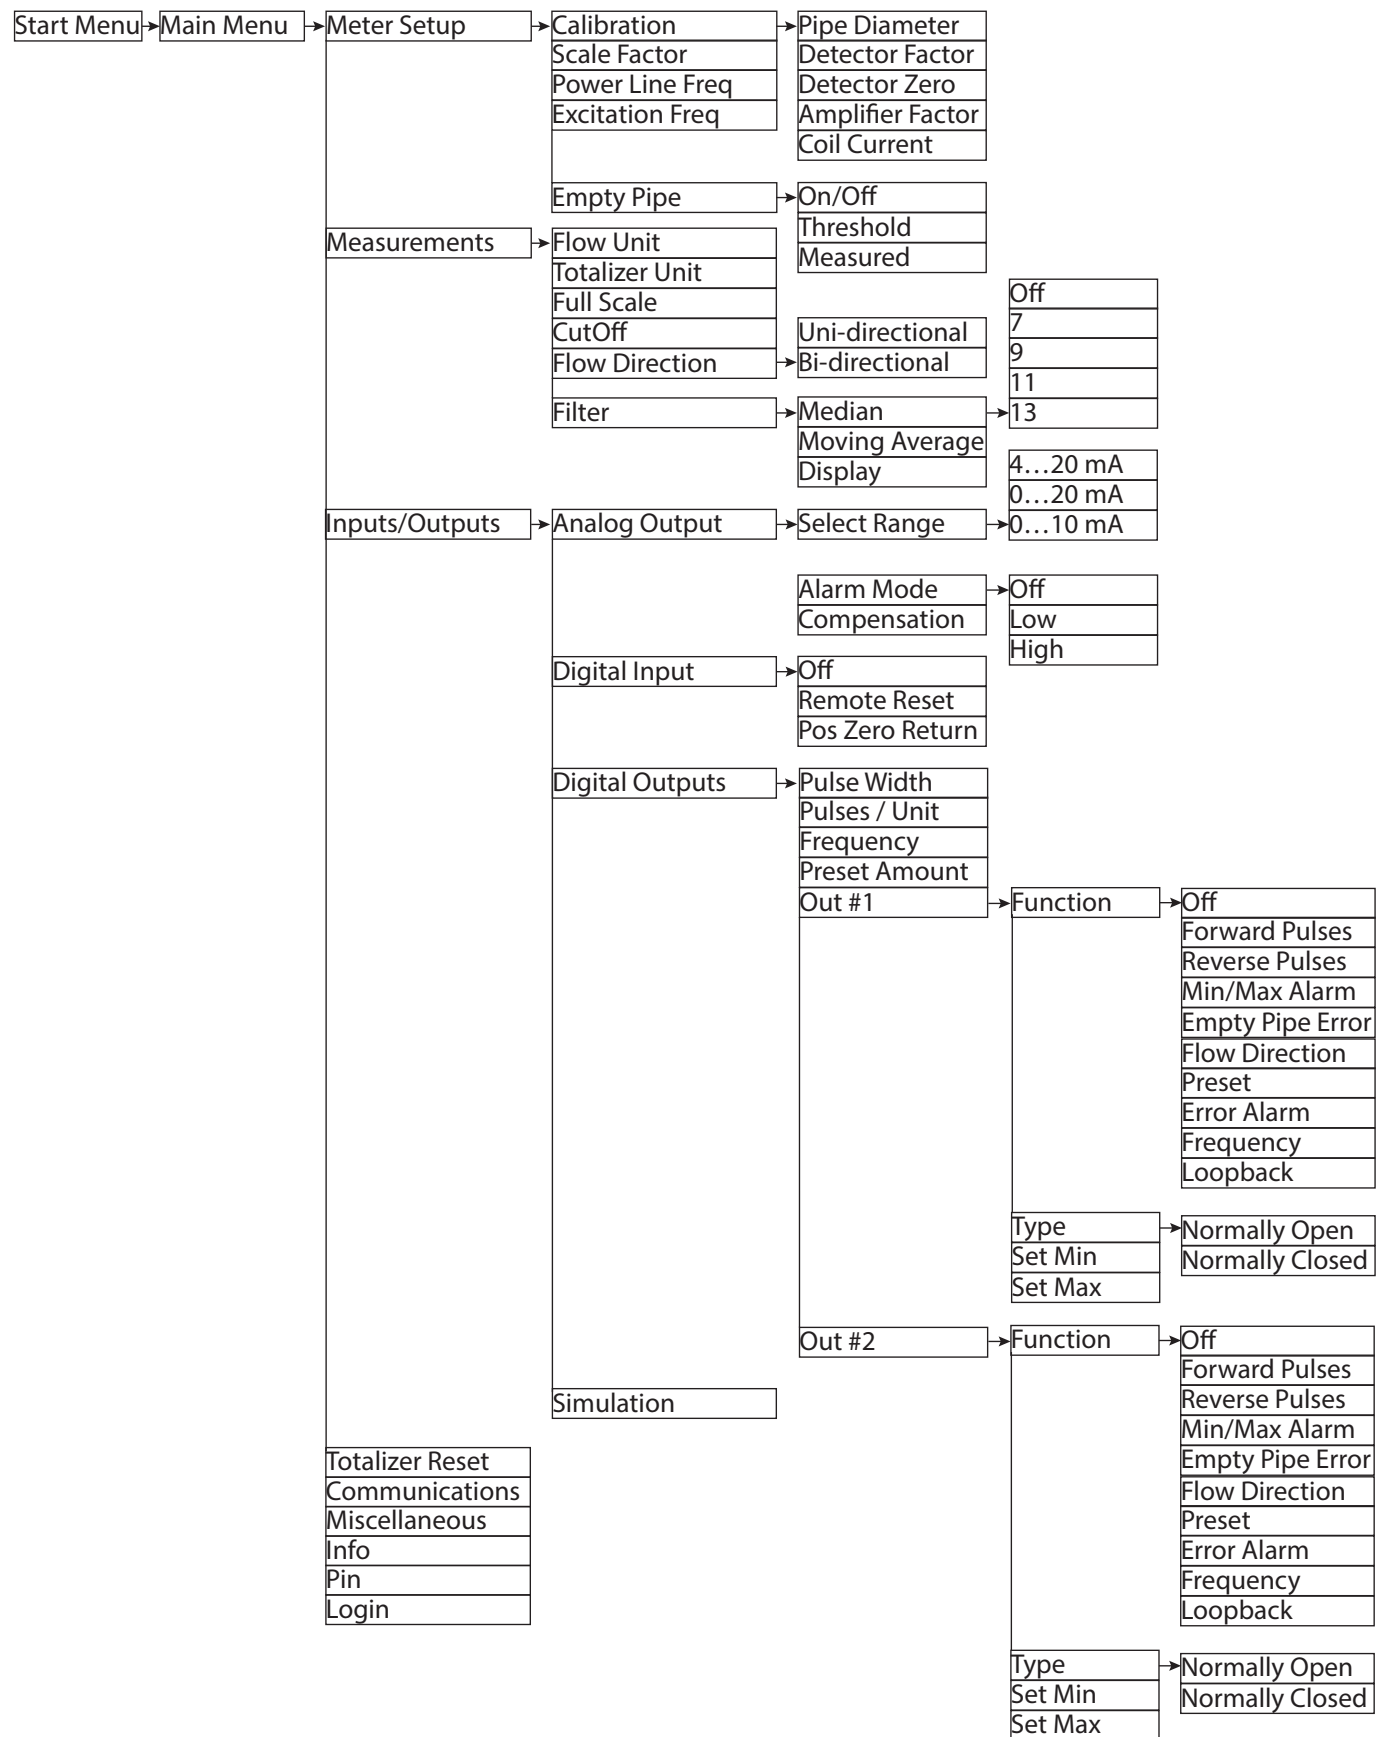 Start Menu
Main Menu
Meter Setup
Calibration
Pipe Diameter
Scale Factor
Detector Factor
Power Line Freq
Detector Zero
Excitation Freq
Amplifier Factor
Coil Current
Empty Pipe
On/Off
Threshold
Measured
Measurements
Flow Unit
Totalizer Unit
Full Scale
CutOff
Flow Direction
Uni-directional
Bi-directional
Filter
Median
Moving Average
Display
Off
7
9
11
13
Inputs/Outputs
Analog Output
Select Range
4…20 mA
0…20 mA
0…10 mA
Alarm Mode
Compensation
Off
Low
High
Digital Input
Off
Remote Reset
Pos Zero Return
Digital Outputs
Pulse Width
Pulses / Unit
Frequency
Preset Amount
Out #1
Function
Off
Forward Pulses
Reverse Pulses
Min/Max Alarm
Empty Pipe Error
Flow Direction
Preset
Error Alarm
Frequency
Loopback
Type
Set Min
Set Max
Normally Open
Normally Closed
Out #2
Function
Off
Forward Pulses
Reverse Pulses
Min/Max Alarm
Empty Pipe Error
Flow Direction
Preset
Error Alarm
Frequency
Loopback
Type
Set Min
Set Max
Normally Open
Normally Closed
Simulation
Totalizer Reset
Communications
Miscellaneous
Info
Pin
Login